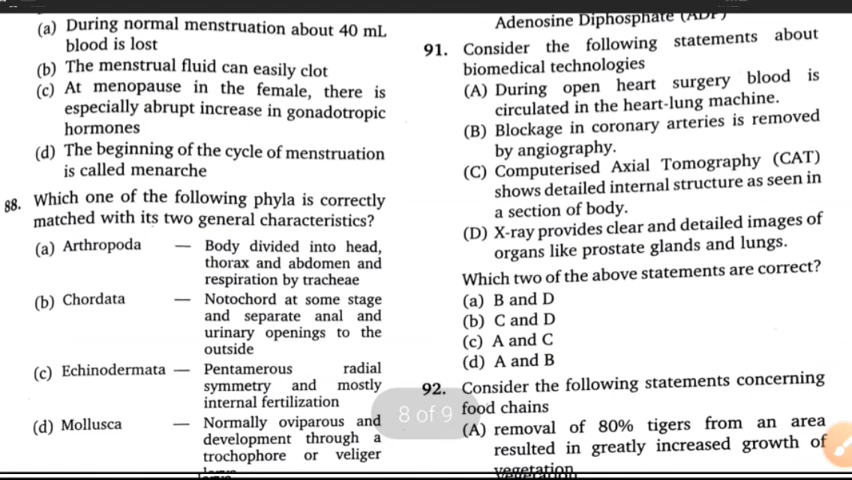 (a) During normal menstruation about 40 mL
blood is lost
(b) The menstrual fluid can easily clot
(c) At menopause in the female, there is
especially abrupt increase in gonadotropic
hormones
(d) The beginning of the cycle of menstruation
is called menarche
88. Which one of the following phyla is correctly
matched with its two general characteristics?
(a) Arthropoda — Body divided into head,
thorax and abdomen and
respiration by tracheae
(b) Chordata — Notochord at some stage
and separate anal and
urinary openings to the
outside
(c) Echinodermata — Pentamerous radial
symmetry and mostly
internal fertilization
(d) Mollusca — Normally oviparous and
development through a
trochophore or veliger
Adenosine Diphosphate (ADP)
91. Consider the following statements about
biomedical technologies
(A) During open heart surgery blood is
circulated in the heart-lung machine.
(B) Blockage in coronary arteries is removed
by angiography.
(C) Computerised Axial Tomography (CAT)
shows detailed internal structure as seen in
a section of body.
(D) X-ray provides clear and detailed images of
organs like prostate glands and lungs.
Which two of the above statements are correct?
(a) B and D
(b) C and D
(c) A and C
(d) A and B
92. Consider the following statements concerning
food chains
(A) removal of 80% tigers from an area
resulted in greatly increased growth of
vegetation
8 of 9